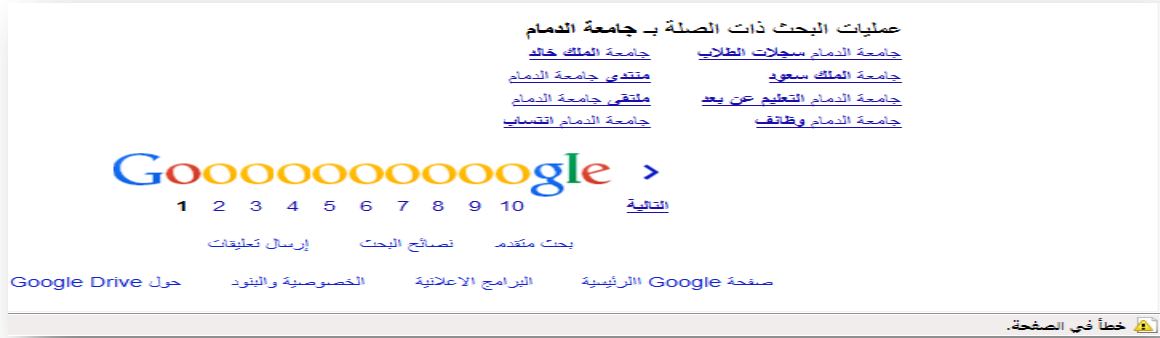 عمليات البحث ذات الصلة بـ جامعة الدمام
جامعة الدمام سجلات الطلاب جامعة الملك خالد
جامعة الملك سعود منتدى جامعة الدمام
جامعة الدمام التعليم عن بعد ملتقى جامعة الدمام
جامعة الدمام وظائف جامعة الدمام انتساب
Goooooooooogle >
1 2 3 4 5 6 7 8 9 10 التالية
بحث متقدم نصائح البحث إرسال تعليقات
صفحة Google االرئيسية البرامج الاعلانية الخصوصية والبنود حول Google Drive
خطأ في الصفحة.